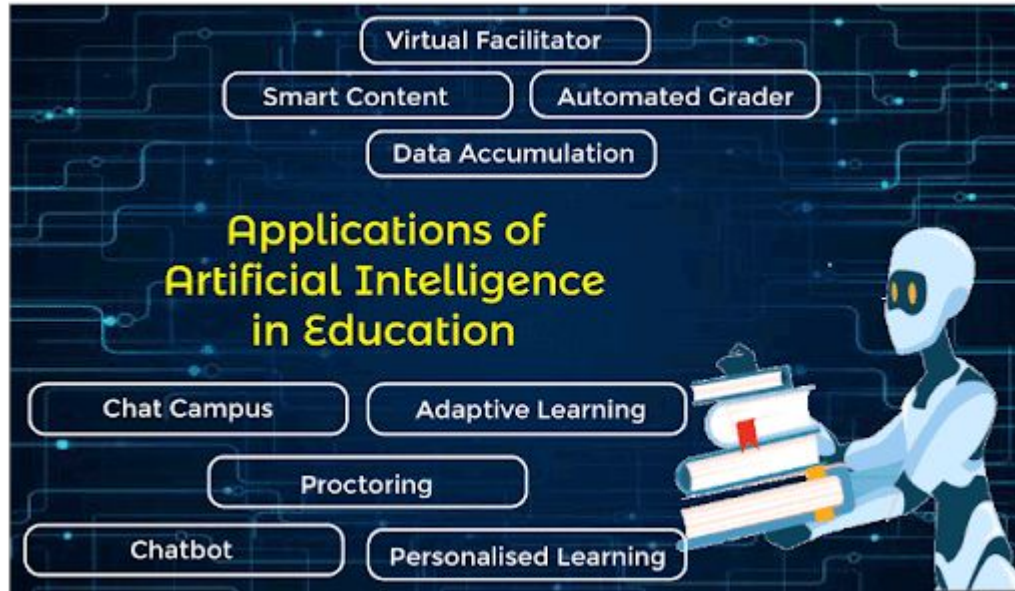 Virtual Facilitator
Smart Content
Automated Grader
Data Accumulation
Applications of
Artificial Intelligence
in Education
Chat Campus
Adaptive Learning
Proctoring
Chatbot
Personalised Learning